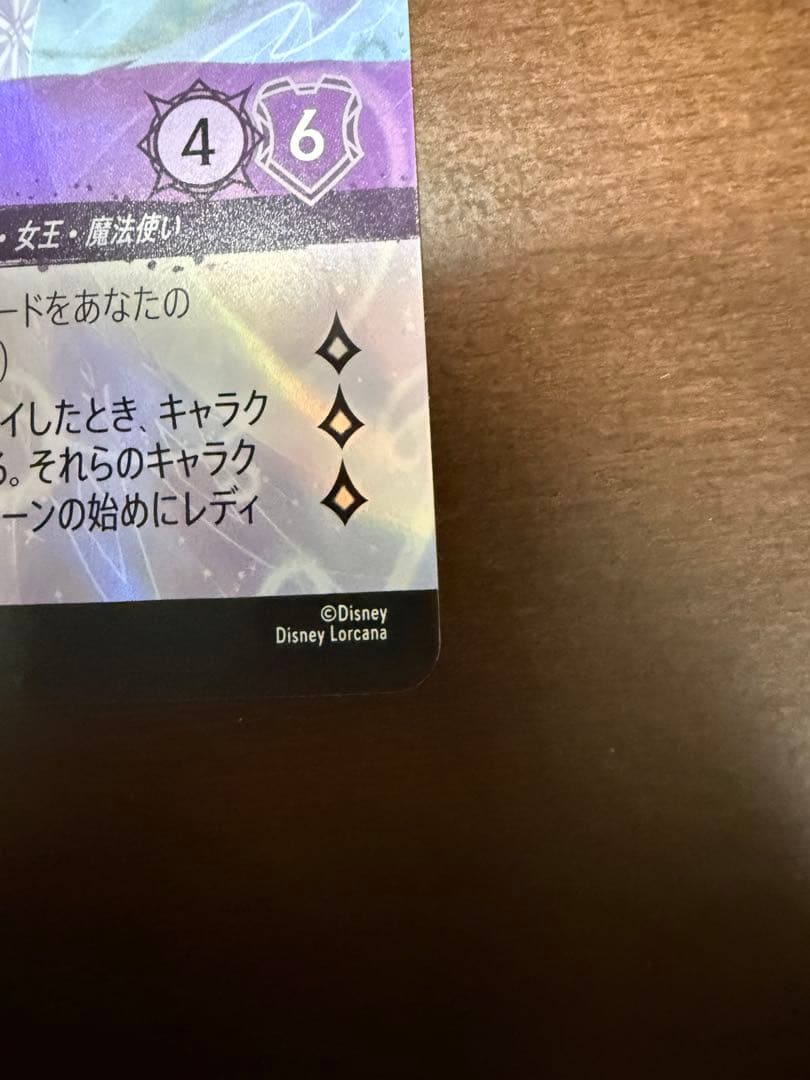 4 6
・女王・魔法使い
ードをあなたの
)
イしたとき、キャラク
る。それらのキャラク
ーンの始めにレディ
©Disney
Disney Lorcana